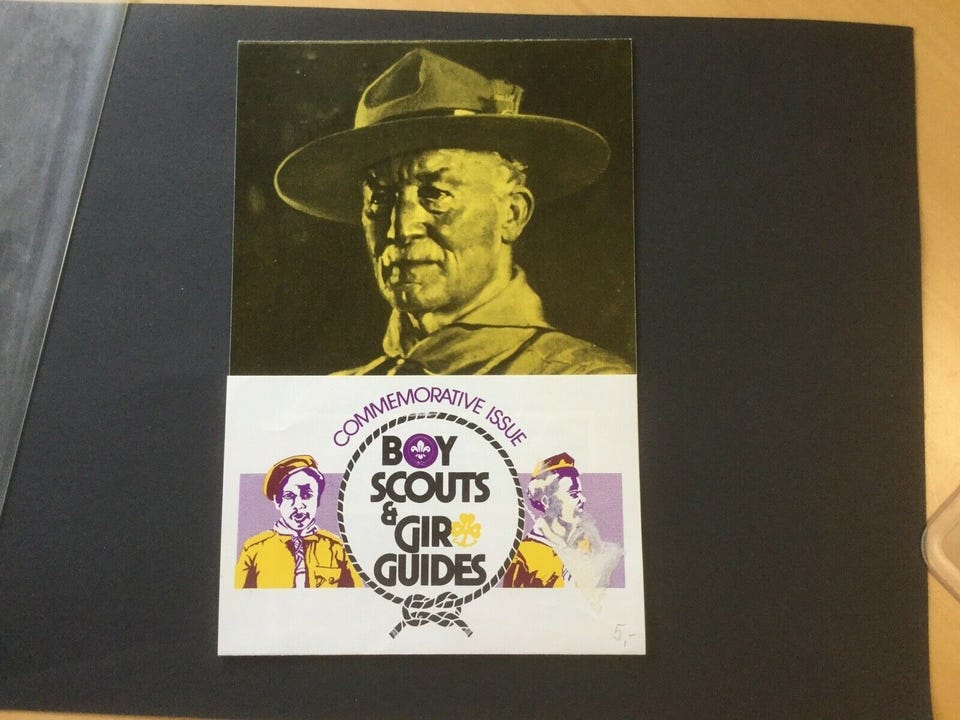 COMMEMORATIVE ISSUE
BOY
SCOUTS
&
GIR
GUIDES
5,-